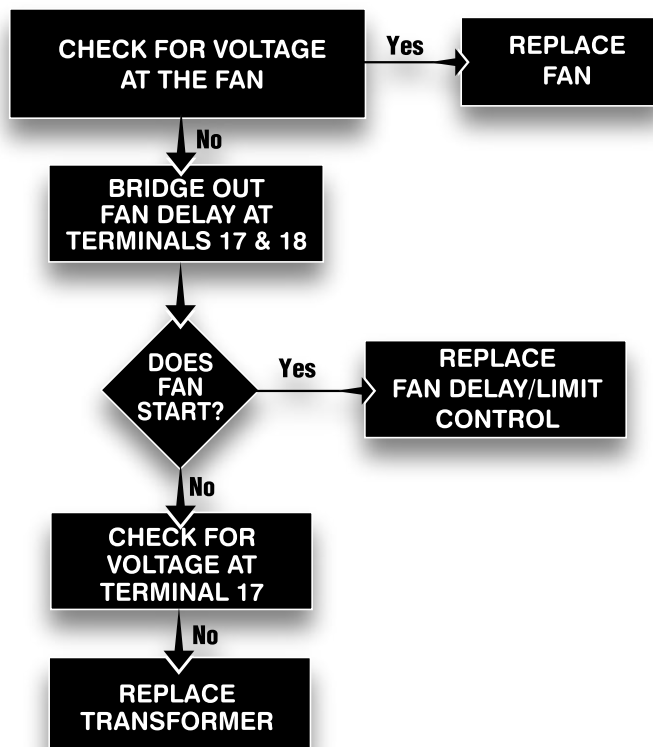 CHECK FOR VOLTAGE
AT THE FAN
Yes
REPLACE
FAN
No
BRIDGE OUT
FAN DELAY AT
TERMINALS 17 & 18
DOES
FAN
START?
Yes
REPLACE
FAN DELAY/LIMIT
CONTROL
No
CHECK FOR
VOLTAGE AT
TERMINAL 17
No
REPLACE
TRANSFORMER